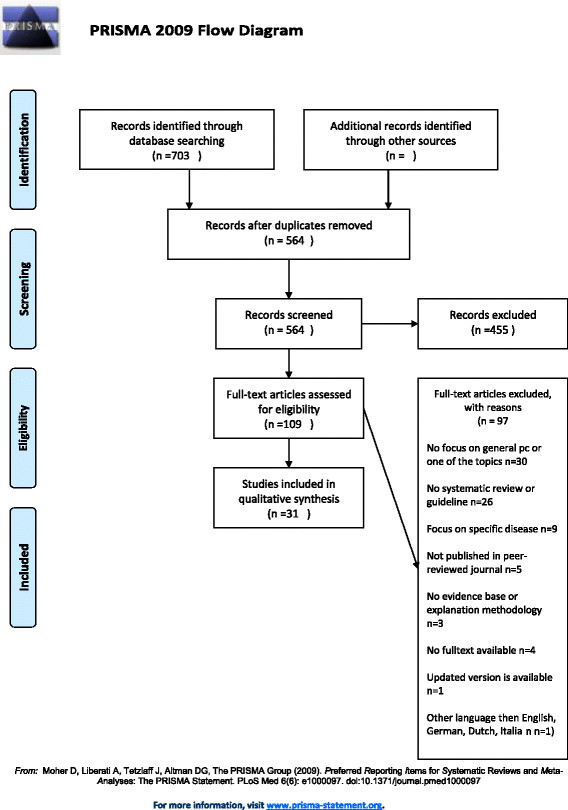 PRISMA
PRISMA 2009 Flow Diagram
Identification
Records identified through
database searching
(n =703 )
Additional records identified
through other sources
(n = )
Records after duplicates removed
(n = 564 )
Screening
Records screened
(n = 564 )
Records excluded
(n =455 )
Eligibility
Full-text articles assessed
for eligibility
(n =109 )
Full-text articles excluded,
with reasons
(n = 97
No focus on general pc or
one of the topics n=30
No systematic review or
guideline n=26
Focus on specific disease n=9
Not published in peer-
reviewed journal n=5
No evidence base or
explanation methodology
n=3
No fulltext available n=4
Updated version is available
n=1
Other language then English,
German, Dutch, Italia n n=1)
Included
Studies included in
qualitative synthesis
(n =31 )
From: Moher D, Liberati A, Tetzlaff J, Altman DG, The PRISMA Group (2009). Preferred Reporting Items for Systematic Reviews and Meta-
Analyses: The PRISMA Statement. PLoS Med 6(6): e1000097. doi:10.1371/journal.pmed1000097
For more information, visit www.prisma-statement.org.